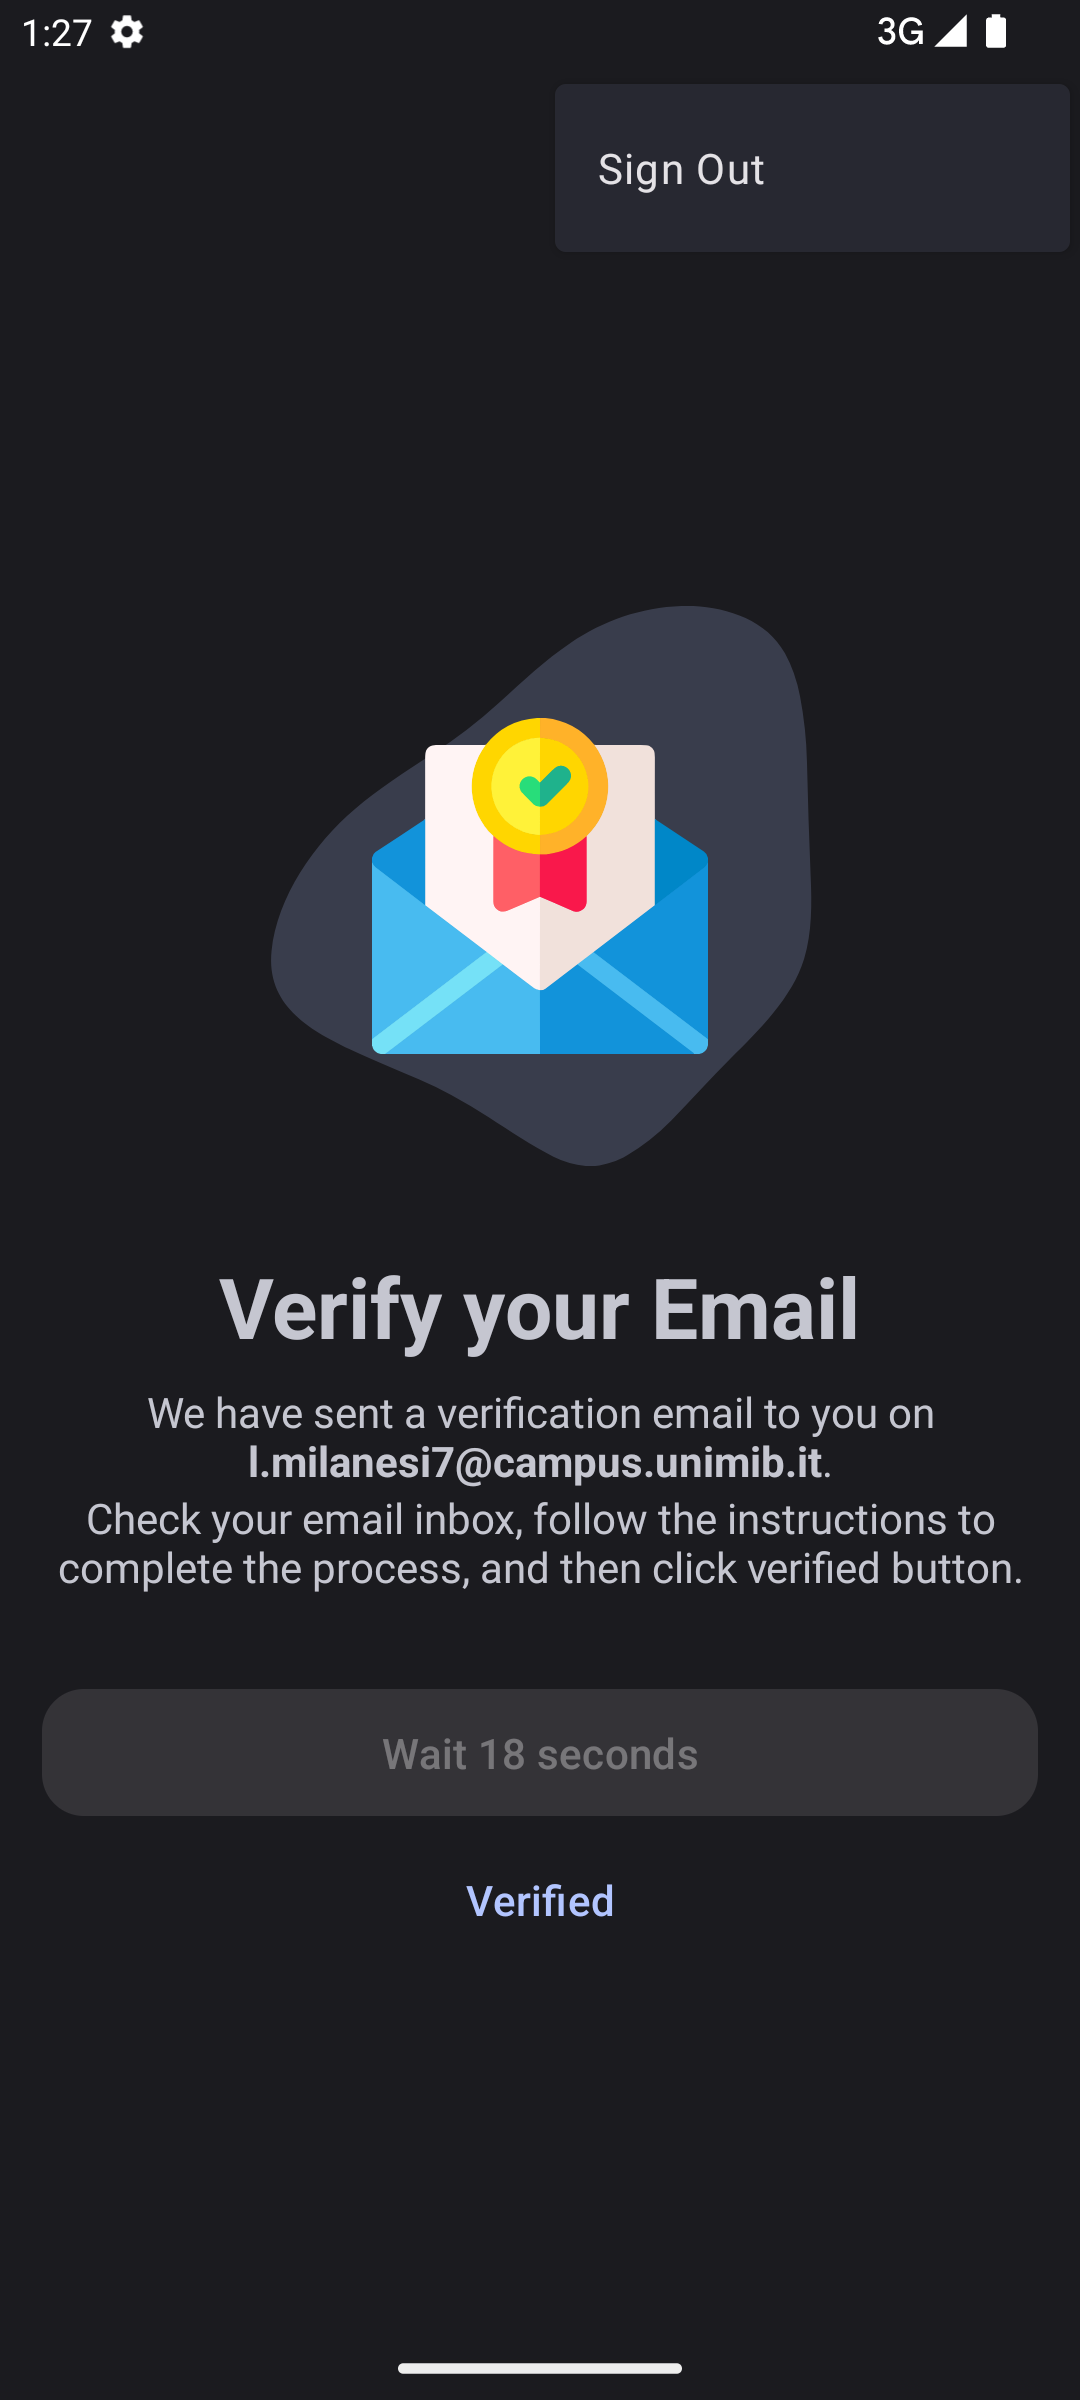 1:27
3G
Sign Out
Verify your Email
We have sent a verification email to you on
l.milanesi7@campus.unimib.it.
Check your email inbox, follow the instructions to
complete the process, and then click verified button.
Wait 18 seconds
Verified